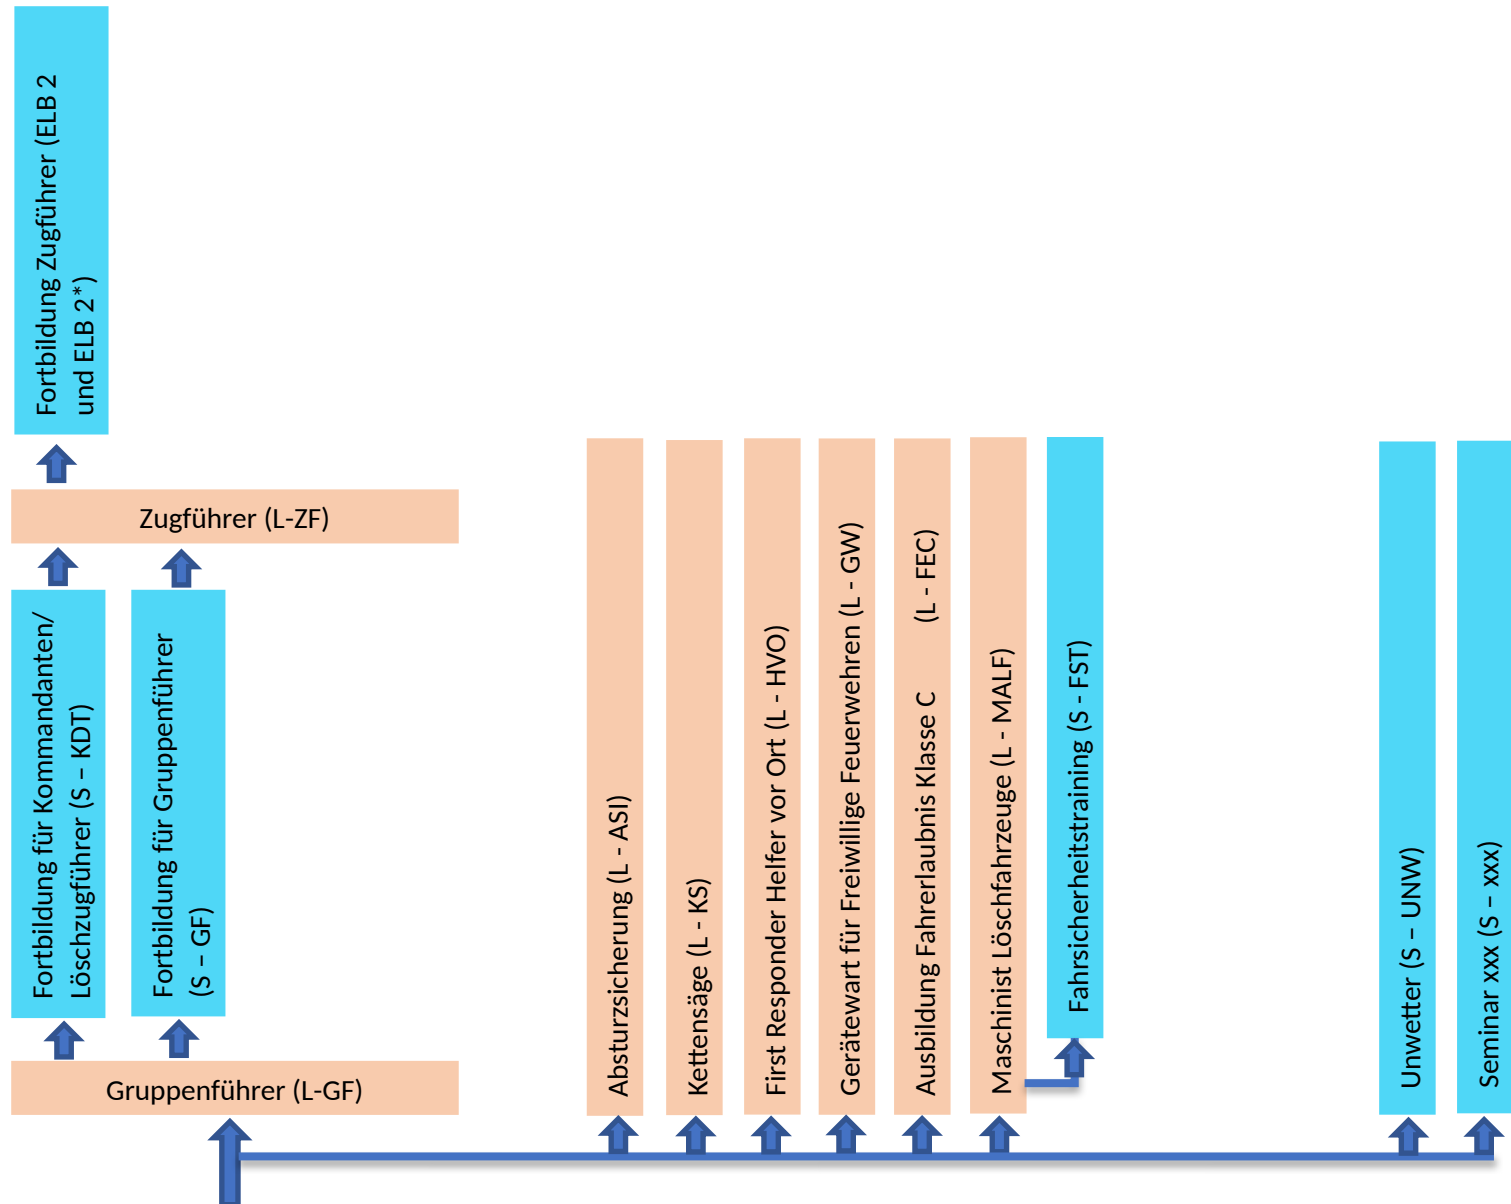 Fortbildung Zugführer (ELB 2
und ELB 2*)
Zugführer (L-ZF)
Fortbildung für Kommandanten/
Löschzugführer (S – KDT)
Fortbildung für Gruppenführer
(S – GF)
Gruppenführer (L-GF)
Absturzsicherung (L - ASI)
Kettensäge (L - KS)
First Responder Helfer vor Ort (L - HVO)
Gerätewart für Freiwillige Feuerwehren (L - GW)
Ausbildung Fahrerlaubnis Klasse C (L - FEC)
Maschinist Löschfahrzeuge (L - MALF)
Fahrsicherheitstraining (S - FST)
Unwetter (S – UNW)
Seminar xxx (S – xxx)